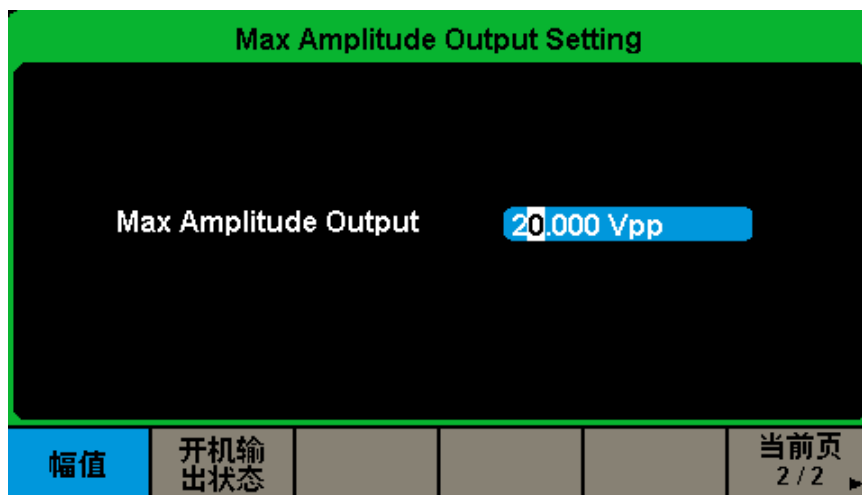 Max Amplitude Output Setting
Max Amplitude Output 20.000 Vpp
幅值
开机输
出状态
当前页
2/2